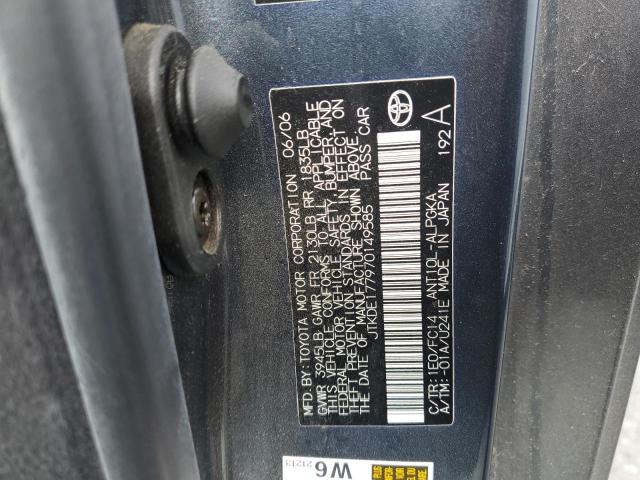 MFD.BY:TOYOTA MOTOR CORPORATION 06/06
GVWR 3945LB GAWR FR 2130LB RR 1835LB
THIS VEHICLE CONFORMS TO ALL APPLICABLE
FEDERAL MOTOR VEHICLE SAFETY, BUMPER, AND
THEFT PREVENTION STANDARDS IN EFFECT ON
THE DATE OF MANUFACTURE SHOWN ABOVE.
JTKDE177970149585 PASS CAR
C/TR:1E0/FC14 ANT10L-ALPGKA
A/TM:-01A/U241E MADE IN JAPAN 192 A
W6
21213